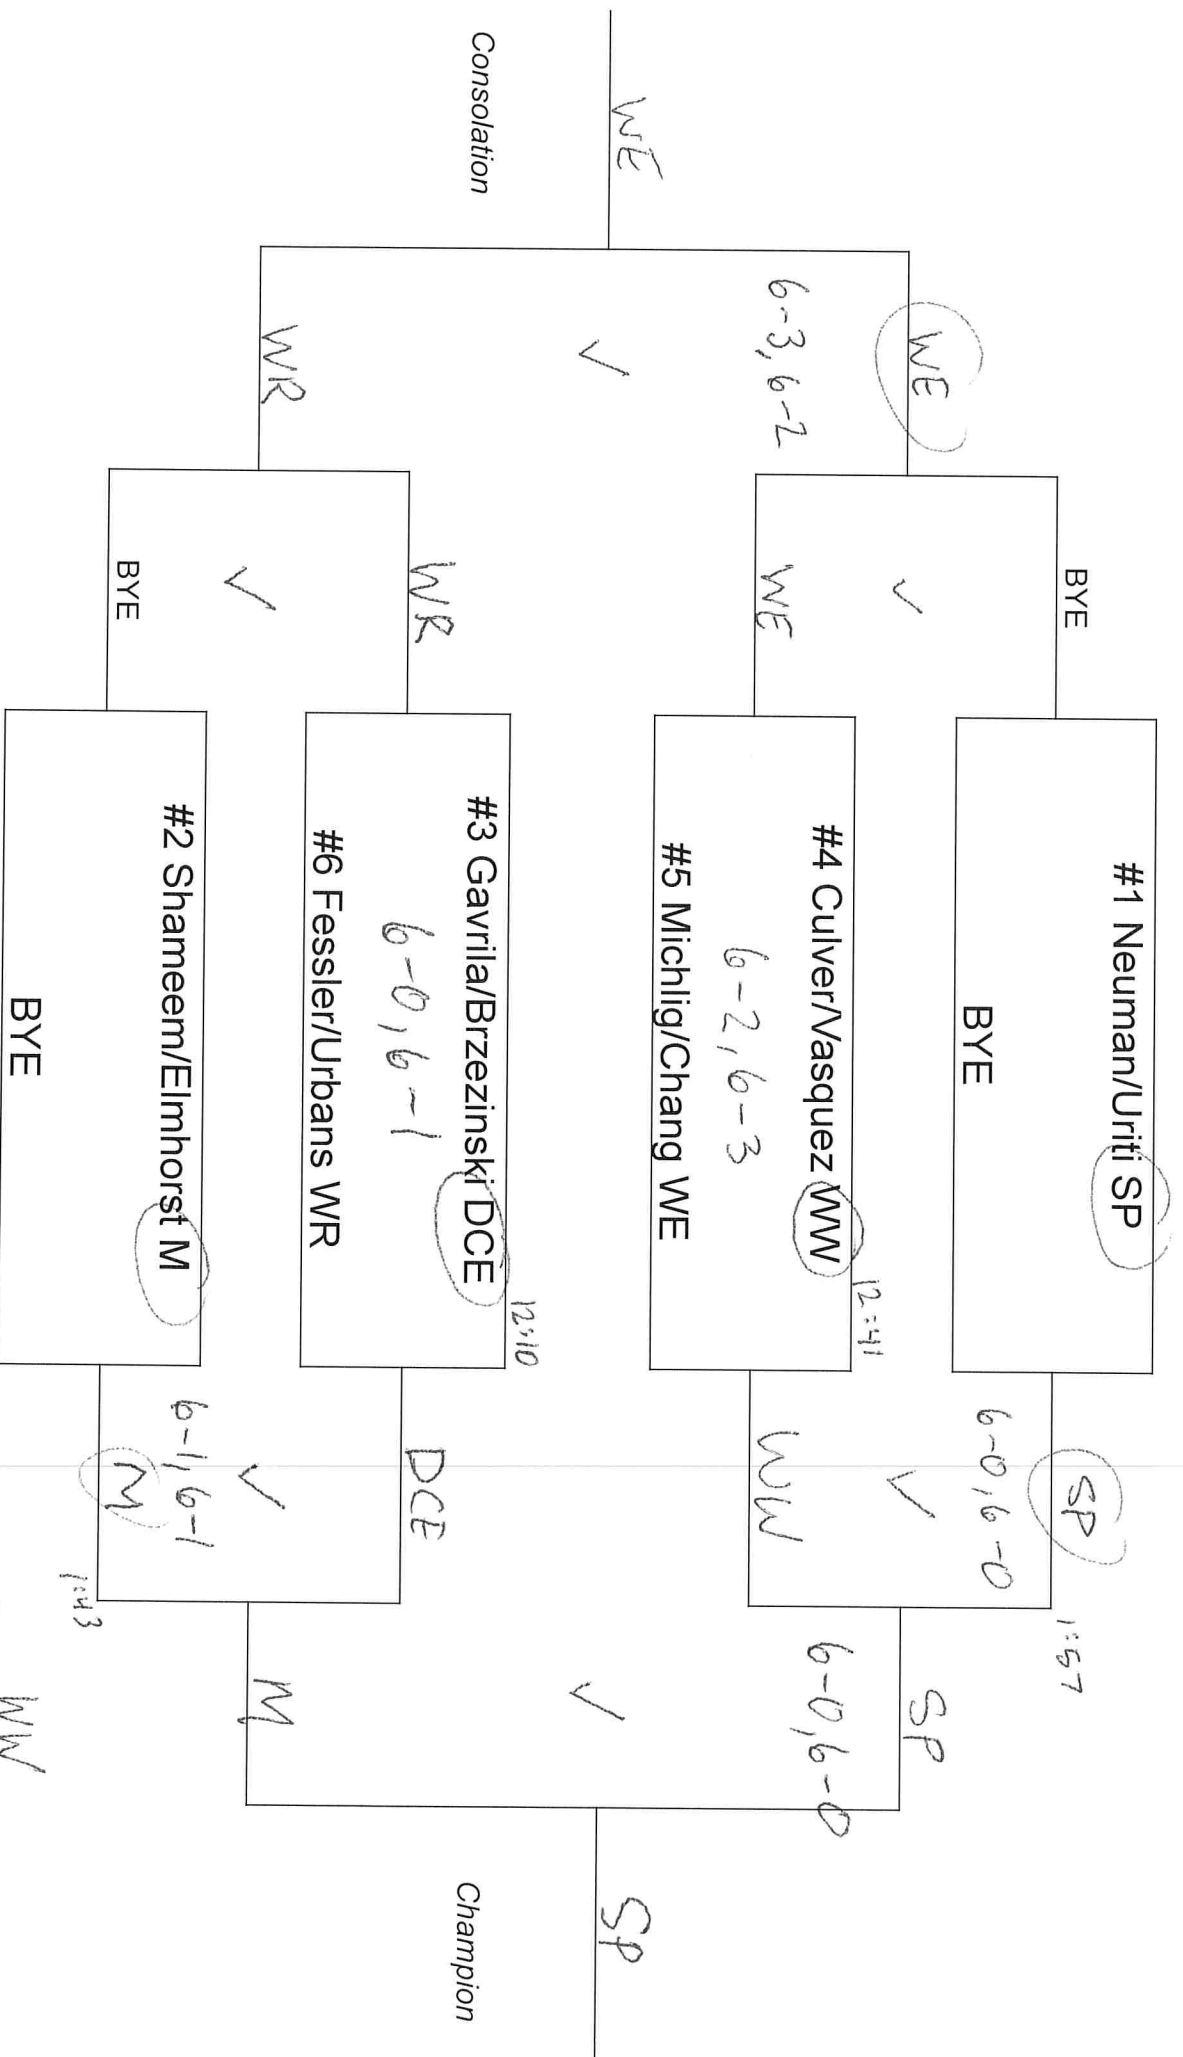 #1 Neuman/Uriti SP
BYE
#4 Culver/Vasquez WW
6-2, 6-3
#5 Michlig/Chang WE
12:41
#3 Gavrila/Brzezinski DCE
6-0, 6-1
#6 Fessler/Urbans WR
12:10
#2 Shameem/Elmhorst M
BYE
SP
6-0, 6-0
WW
1:57
DCE
6-1, 6-1
M
1:43
SP
6-0, 6-0
M
SP
Champion
WW
BYE
WE
WR
BYE
WE
6-3, 6-2
WR
WE
Consolation